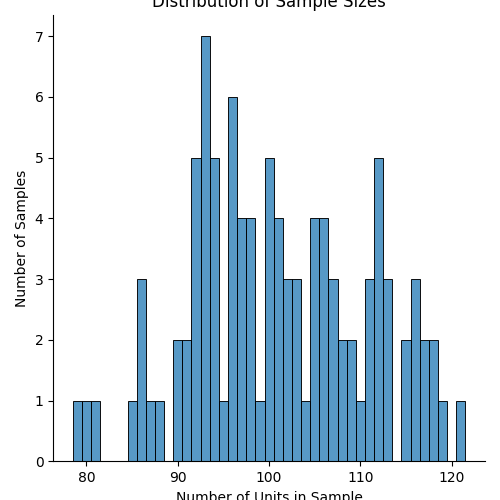 Distribution of Sample Sizes
7
6
5
4
3
2
1
0
Number of Samples
80 90 100 110 120
Number of Units in Sample